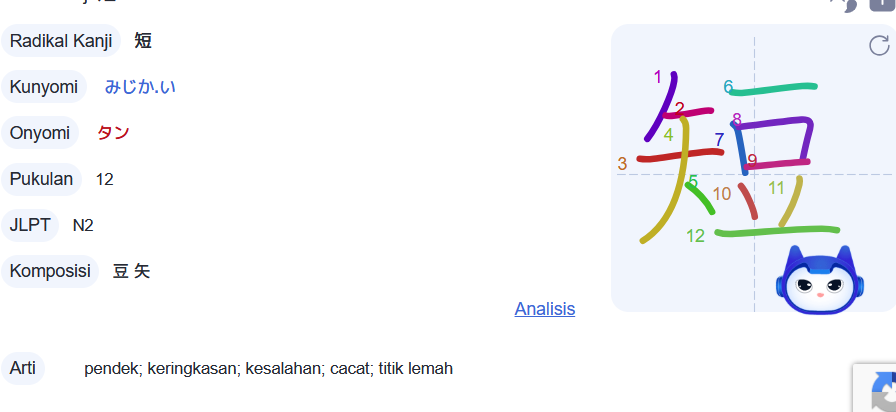 Radikal Kanji 短
Kunyomi みじか.い
Onyomi タン
Pukulan 12
JLPT N2
Komposisi 豆 矢
Analisis
Arti pendek; keringkasan; kesalahan; cacat; titik lemah
1
2
3
4
5
6
7
8
9
10
11
12